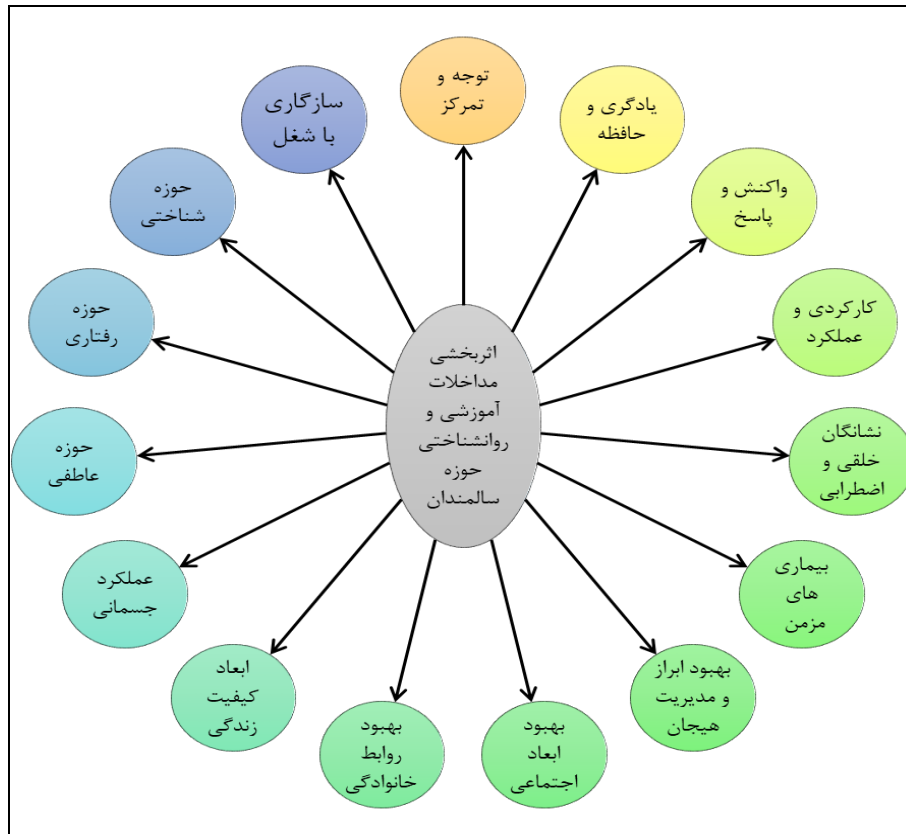 توجه و
تمرکز
یادگری و
حافظه
واکنش و
پاسخ
کارکردی و
عملکرد
نشانگان
خلقی و
اضطرابی
بیماری
های
مزمن
بهبود ابراز
و مدیریت
هیجان
بهبود
ابعاد
اجتماعی
بهبود
روابط
خانوادگی
ابعاد
کیفیت
زندگی
عملکرد
جسمانی
حوزه
عاطفی
حوزه
رفتاری
حوزه
شناختی
سازگاری
با شغل
اثربخشی
مداخلات
آموزشی و
روانشناختی
حوزه
سالمندان